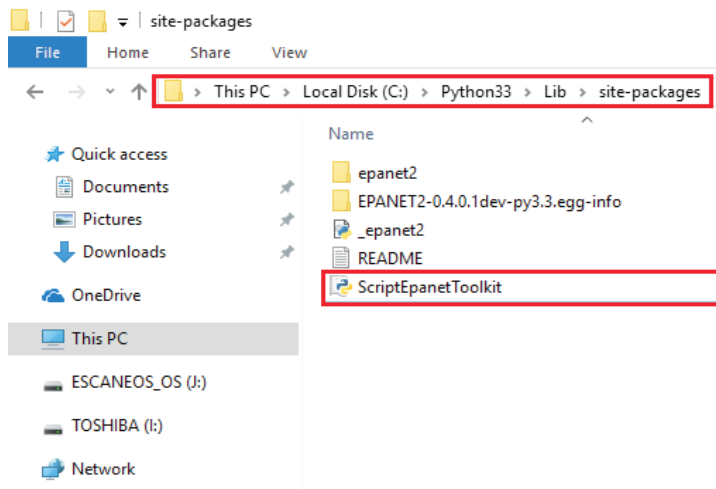 site-packages
File Home Share View
This PC > Local Disk (C:) > Python33 > Lib > site-packages
Name
Quick access
Documents
Pictures
Downloads
OneDrive
This PC
ESCANEOS_OS (J:)
TOSHIBA (I:)
Network
epanet2
EPANET2-0.4.0.1dev-py3.3.egg-info
_epanet2
README
ScriptEpanetToolkit